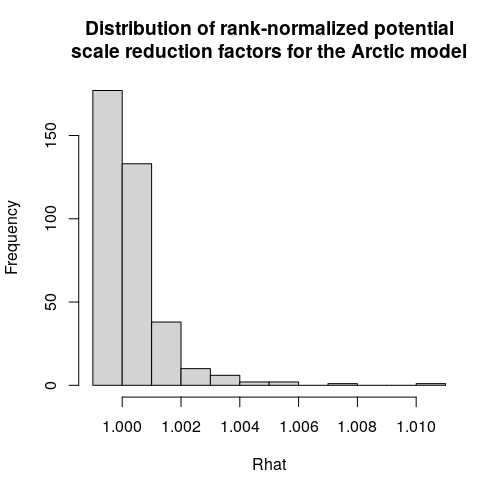 Distribution of rank-normalized potential
scale reduction factors for the Arctic model
Frequency
150
100
50
0
1.000 1.002 1.004 1.006 1.008 1.010
Rhat